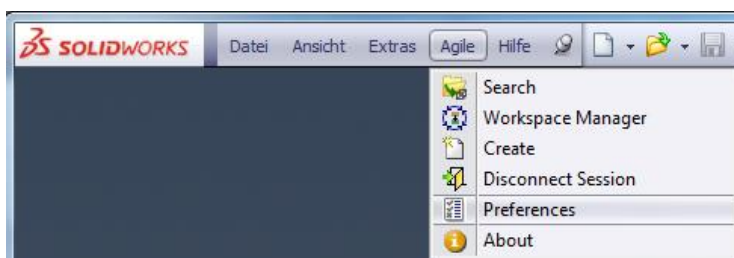 SOLIDWORKS Datei Ansicht Extras Agile Hilfe
Search
Workspace Manager
Create
Disconnect Session
Preferences
About